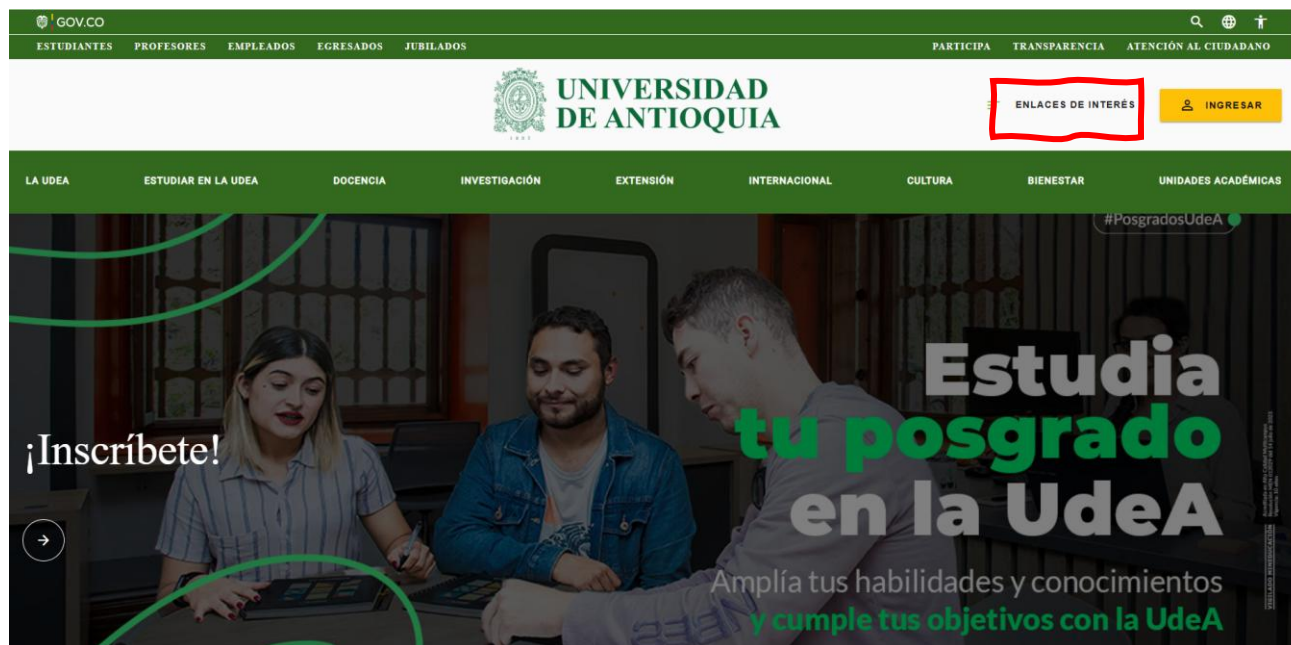 GOV.CO
ESTUDIANTES PROFESORES EMPLEADOS EGRESADOS JUBILADOS PARTICIPA TRANSPARENCIA ATENCIÓN AL CIUDADANO
UNIVERSIDAD
DE ANTIOQUIA
1803
ENLACES DE INTERÉS
INGRESAR
LA UDEA ESTUDIAR EN LA UDEA DOCENCIA INVESTIGACIÓN EXTENSIÓN INTERNACIONAL CULTURA BIENESTAR UNIDADES ACADÉMICAS
#PosgradosUdeA
Estudia
tu posgrado
en la UdeA
¡Inscríbete!
Amplía tus habilidades y conocimientos
y cumple tus objetivos con la UdeA